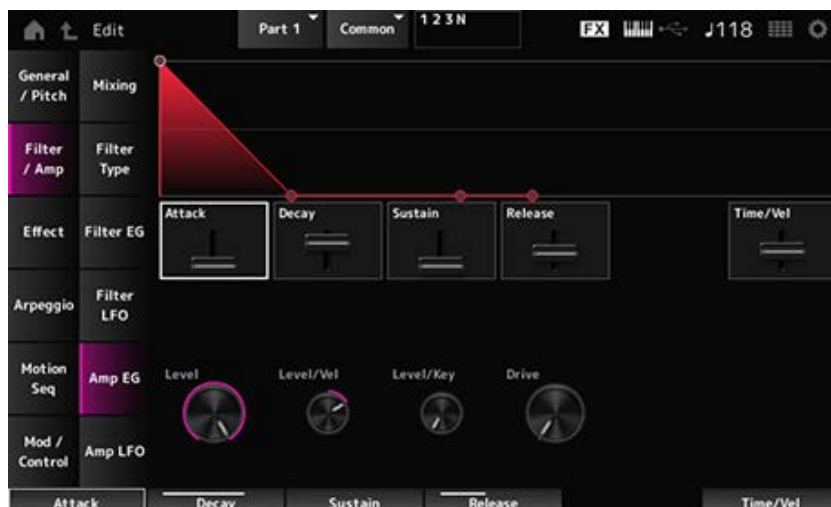 Edit Part 1 Common 1 2 3 N FX ♩118
General / Pitch
Mixing
Filter / Amp
Filter Type
Effect
Filter EG
Arpeggio
Filter LFO
Motion Seq
Amp EG
Mod / Control
Amp LFO
Attack Decay Sustain Release Time/Vel
Level Level/Vel Level/Key Drive
Attack Decay Sustain Release Time/Vel